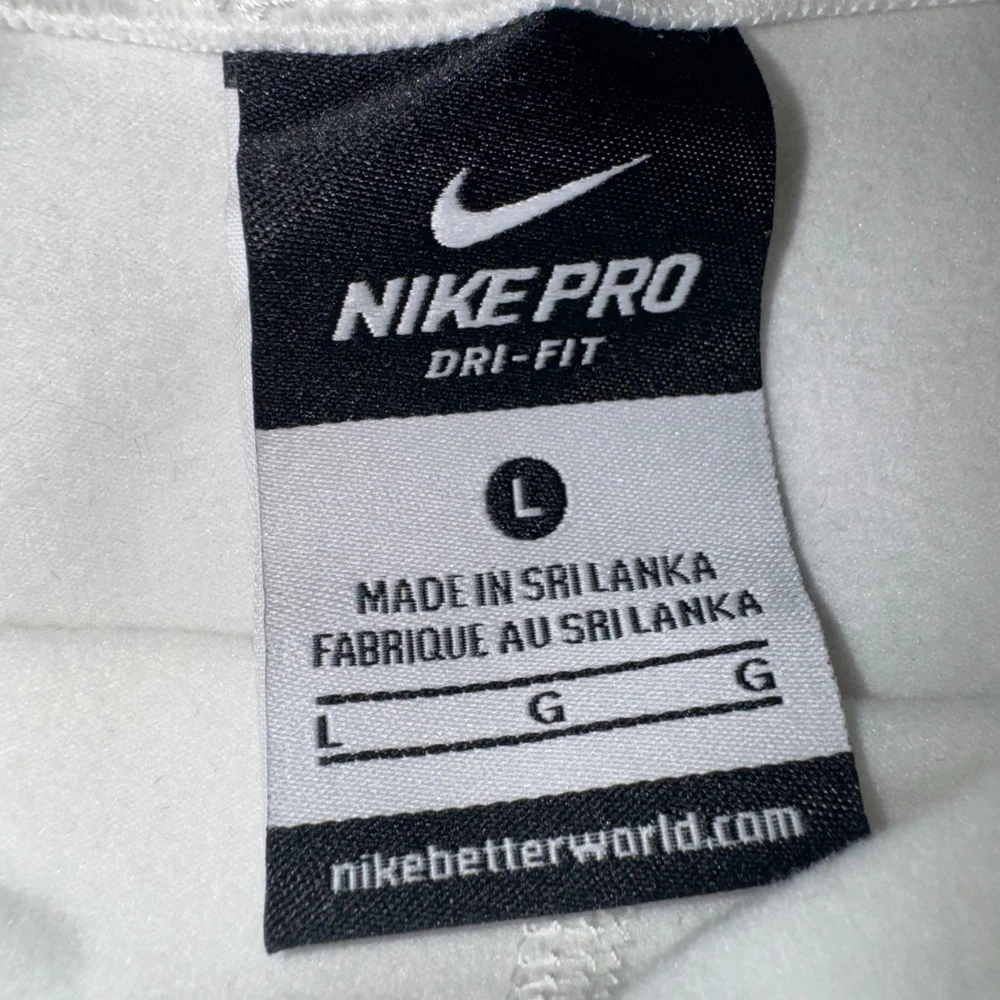 NIKE PRO
DRI-FIT
L
MADE IN SRI LANKA
FABRIQUE AU SRI LANKA
L G G
nikebetterworld.com